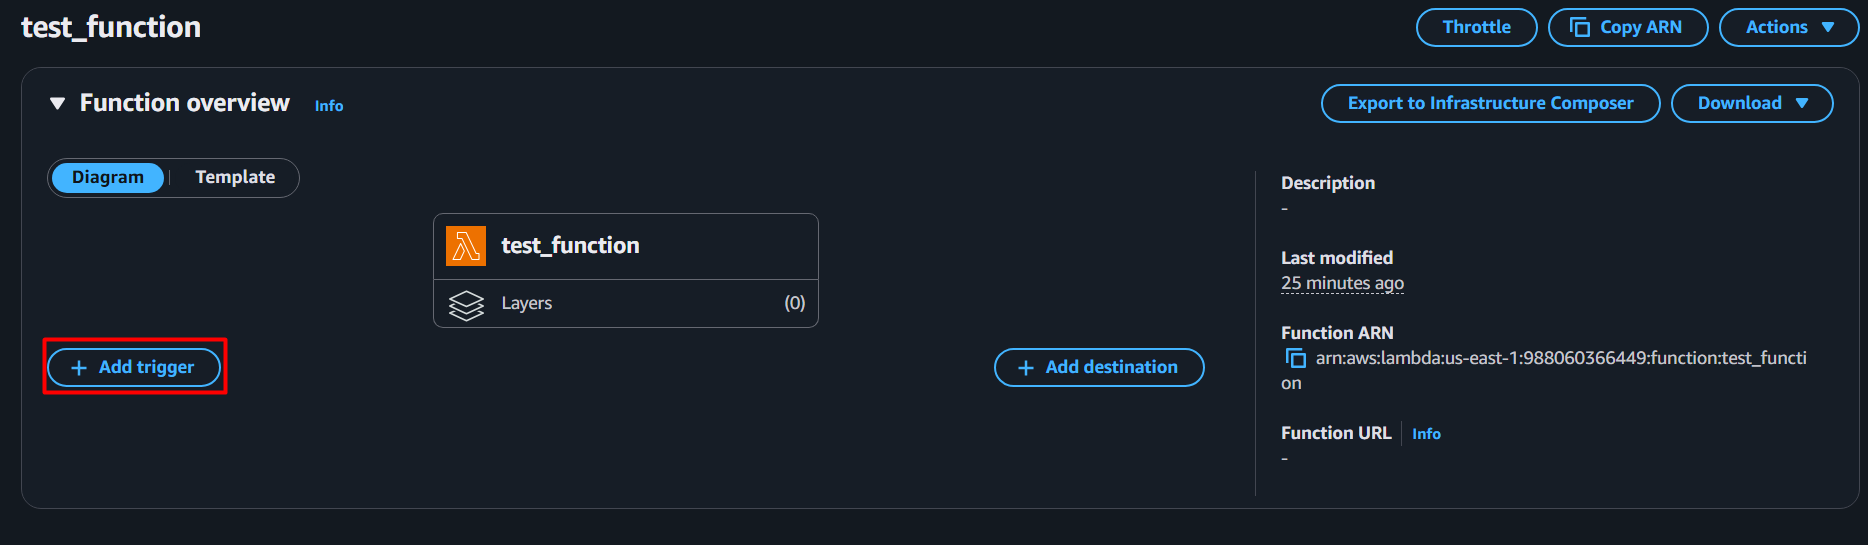 test_function
Throttle
Copy ARN
Actions
Function overview
Info
Export to Infrastructure Composer
Download
Diagram
Template
test_function
Layers
(0)
+ Add trigger
+ Add destination
Description
-
Last modified
25 minutes ago
Function ARN
arn:aws:lambda:us-east-1:988060366449:function:test_functi
on
Function URL
Info
-